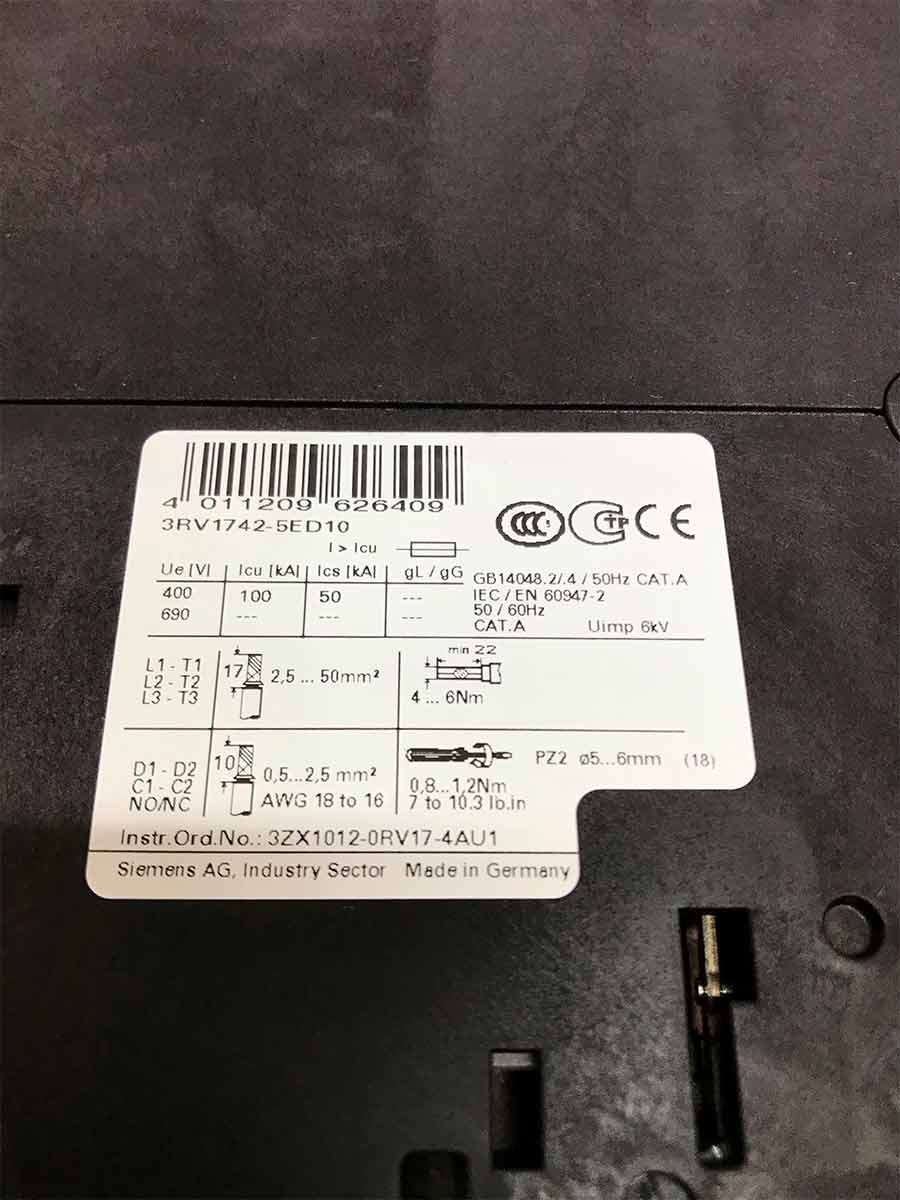 4 011209 626409
3RV1742-5ED10
I > Icu
Ue [V] Icu [kA] Ics [kA] gL / gG
400 100 50 ---
690 --- --- ---
CCC
CTP CE
GB14048.2/.4 / 50Hz CAT.A
IEC / EN 60947-2
50 / 60Hz
CAT.A Uimp 6kV
L1 - T1
L2 - T2
L3 - T3
17 2,5 ... 50mm²
min 22
4 ... 6Nm
D1 - D2
C1 - C2
NO/NC
10 0,5...2,5 mm²
AWG 18 to 16
PZ2 ø5...6mm (18)
0,8...1,2Nm
7 to 10.3 lb.in
Instr.Ord.No.: 3ZX1012-0RV17-4AU1
Siemens AG, Industry Sector Made in Germany